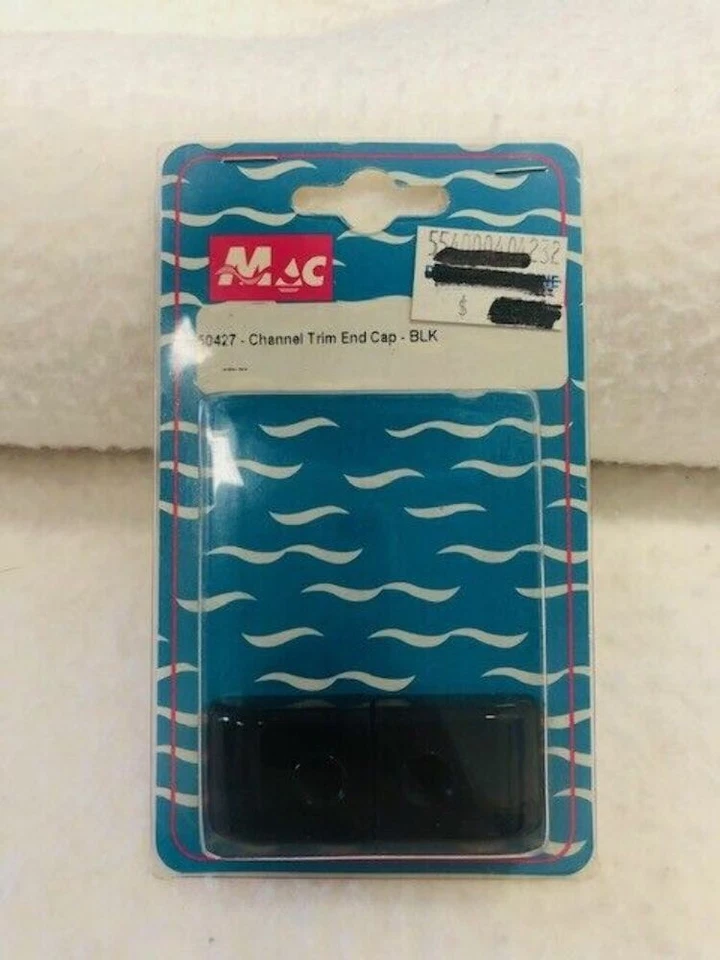 MAC
554000404232
$
50427 - Channel Trim End Cap - BLK